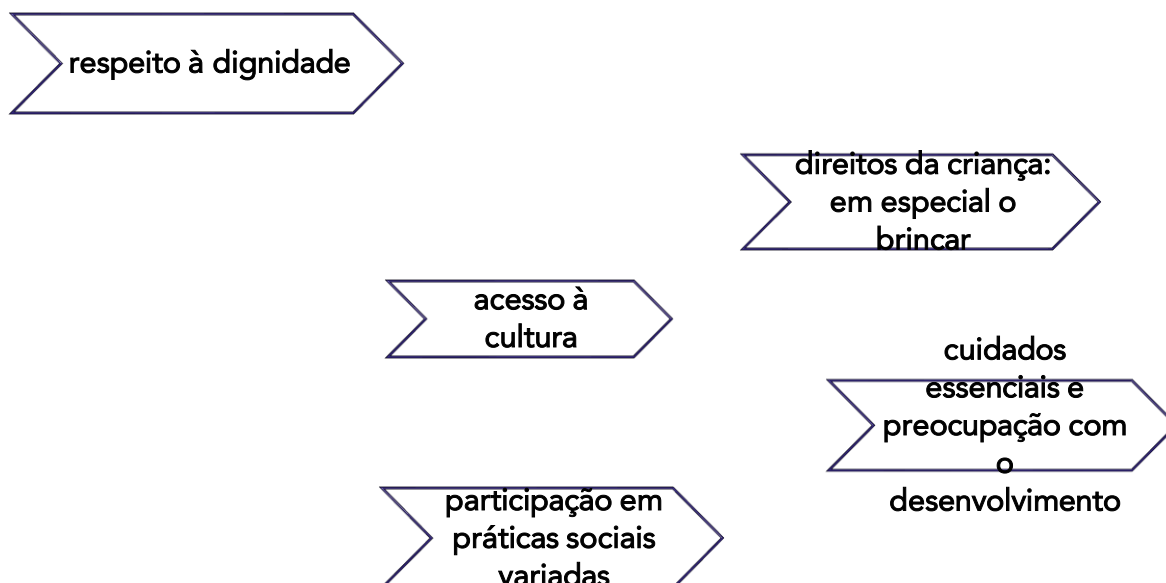 respeito à dignidade
direitos da criança:
em especial o
brincar
acesso à
cultura
cuidados
essenciais e
preocupação com
o
desenvolvimento
participação em
práticas sociais
variadas